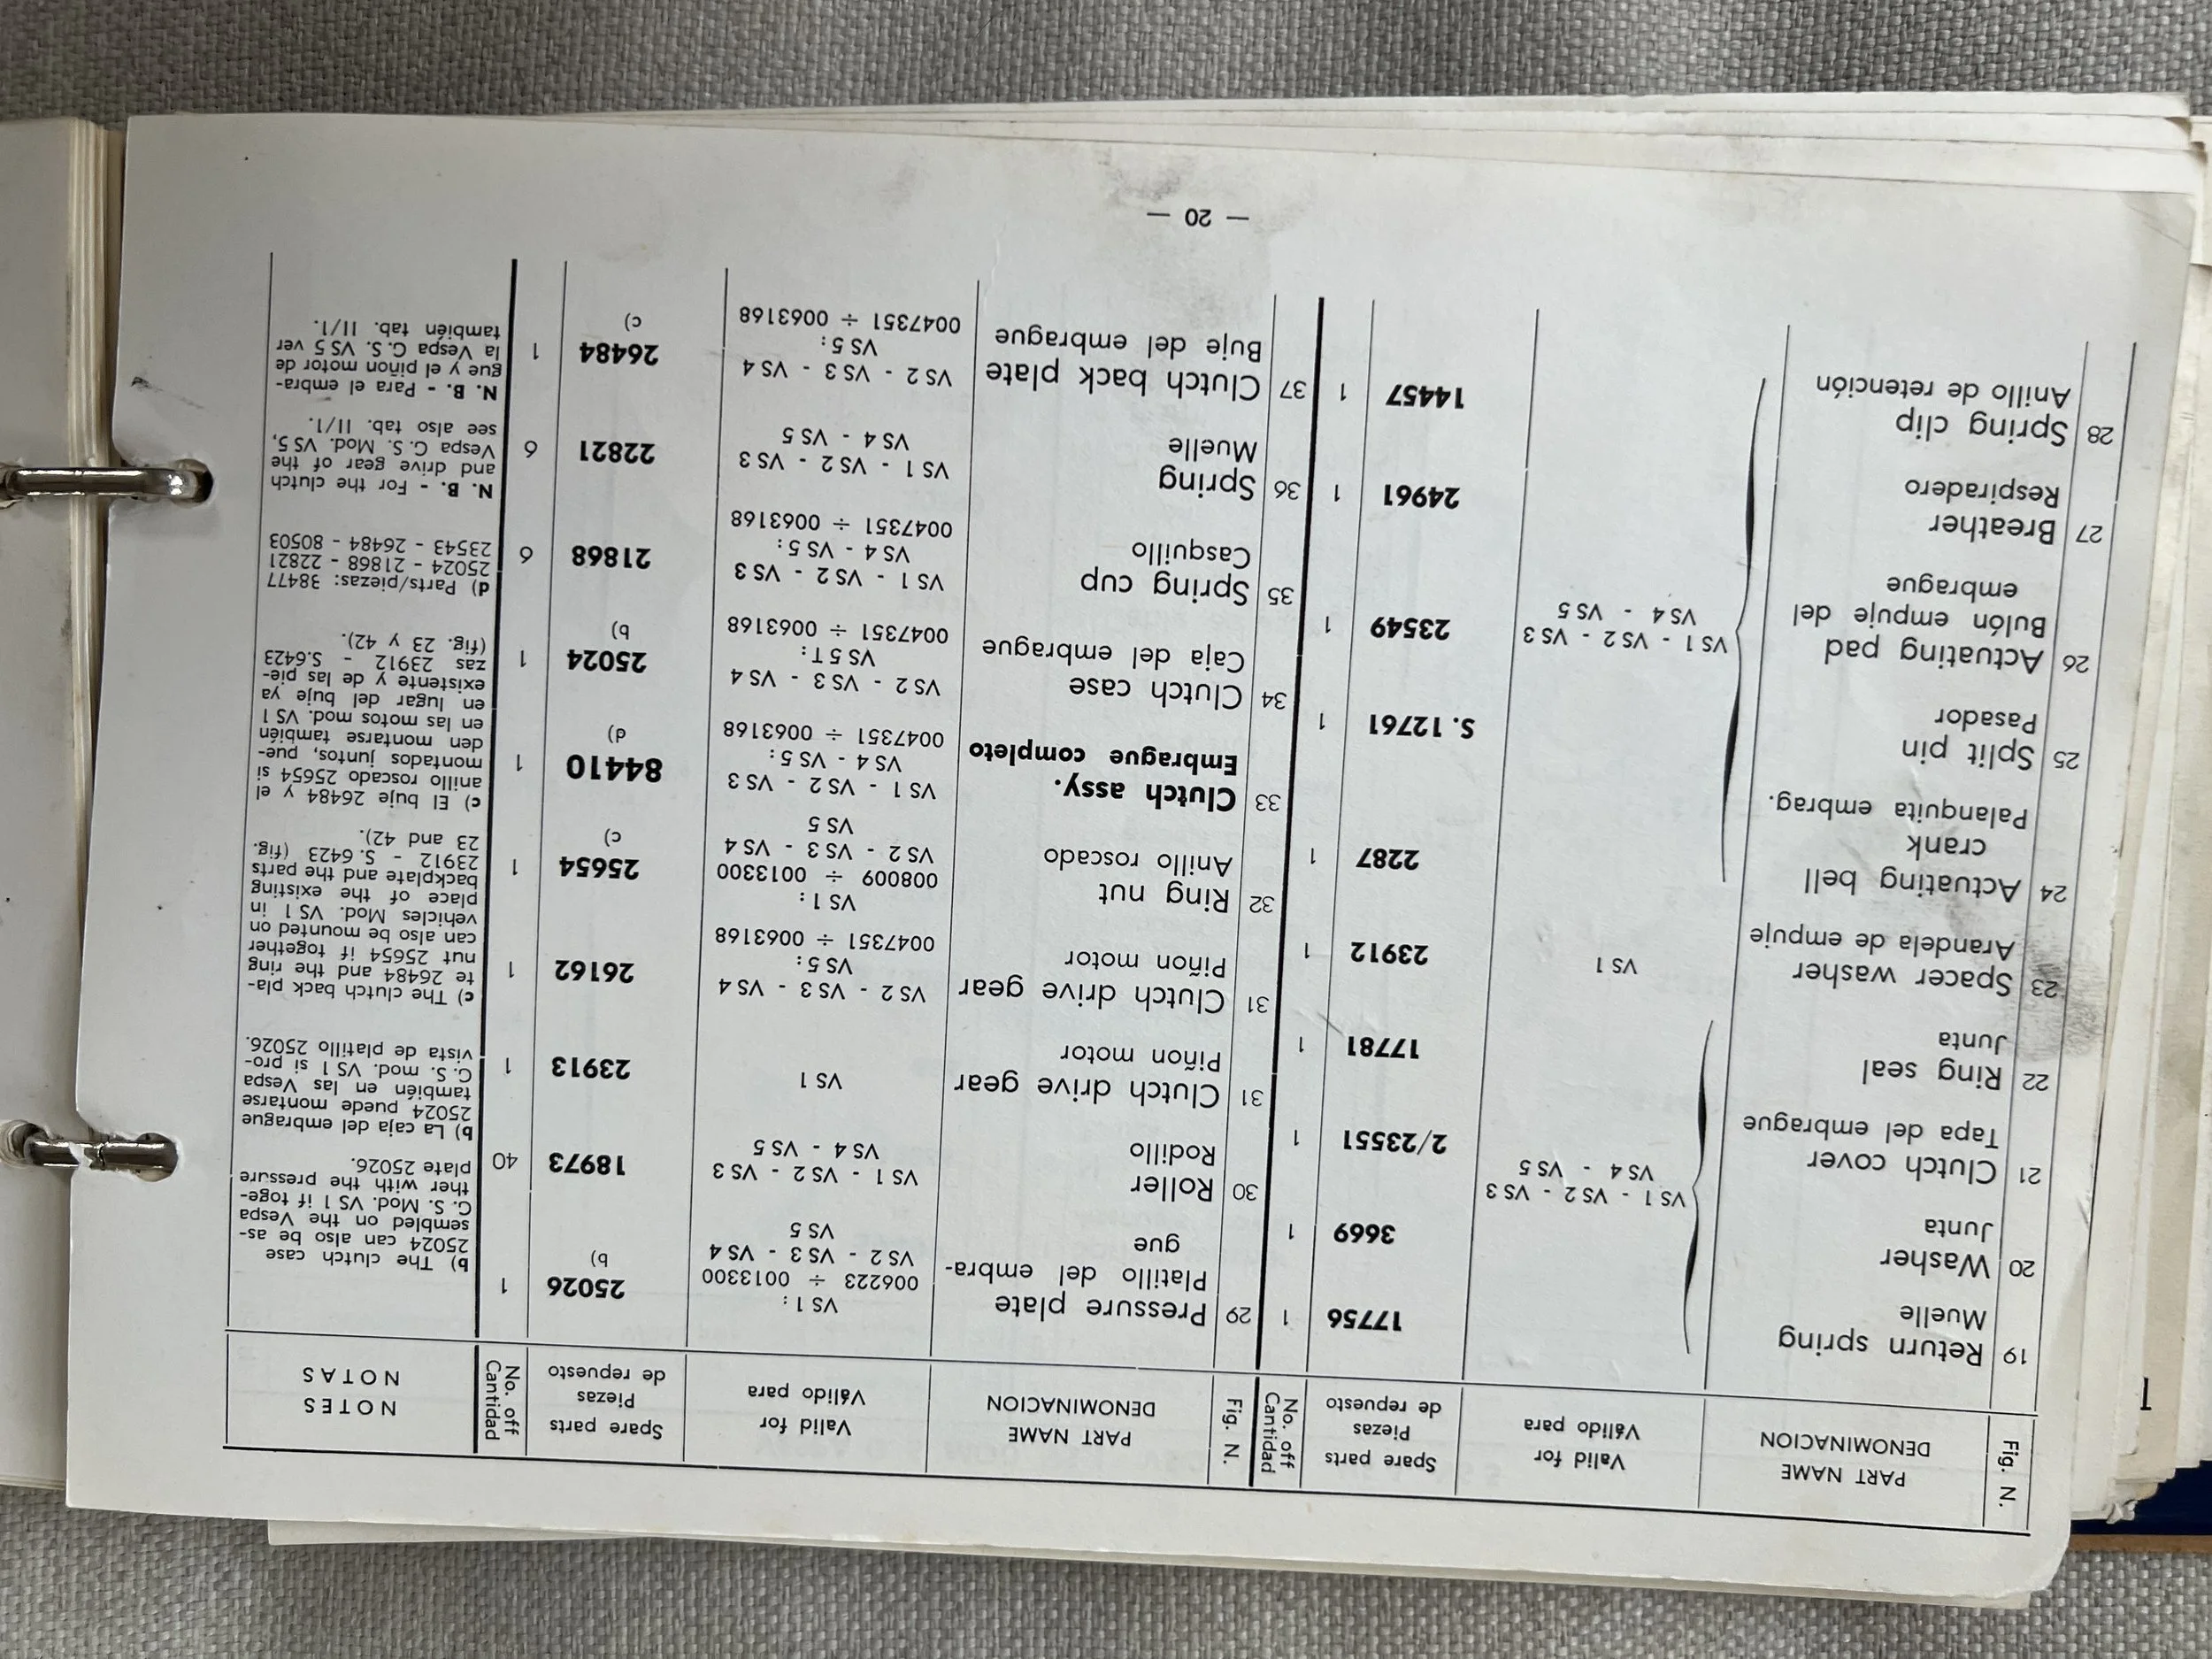 Fig. N.
PART NAME
DENOMINACION
Valid for
Válido para
Spare parts
Piezas
de repuesto
No. off
Cantidad
19
Return spring
Muelle
17756
1
20
Washer
Junta
3669
1
21
Clutch cover
Tapa del embrague
VS 1 - VS 2 - VS 3
VS 4 - VS 5
2/23551
1
22
Ring seal
Junta
17781
1
23
Spacer washer
Arandela de empuje
VS 1
23912
1
24
Actuating bell
crank
Palanquita embrag.
2287
1
25
Split pin
Pasador
S. 12761
1
26
Actuating pad
Bulón empuje del
embrague
VS 1 - VS 2 - VS 3
VS 4 - VS 5
23549
1
27
Breather
Respiradero
24961
1
28
Spring clip
Anillo de retención
14457
1
Fig. N.
PART NAME
DENOMINACION
Valid for
Válido para
Spare parts
Piezas
de repuesto
No. off
Cantidad
29
Pressure plate
Platillo del embra-
gue
VS 1 :
006223 ÷ 0013300
VS 2 - VS 3 - VS 4
VS 5
25026
b)
1
30
Roller
Rodillo
VS 1 - VS 2 - VS 3
VS 4 - VS 5
18973
40
31
Clutch drive gear
Piñon motor
VS 1
23913
1
31
Clutch drive gear
Piñon motor
VS 2 - VS 3 - VS 4
VS 5 :
0047351 ÷ 0063168
26162
1
32
Ring nut
Anillo roscado
VS 1 :
008009 ÷ 0013300
VS 2 - VS 3 - VS 4
VS 5
25654
c)
1
33
Clutch assy.
Embrague completo
VS 1 - VS 2 - VS 3
VS 4 - VS 5 :
0047351 ÷ 0063168
84410
d)
1
34
Clutch case
Caja del embrague
VS 2 - VS 3 - VS 4
VS 5 T :
0047351 ÷ 0063168
25024
b)
1
35
Spring cup
Casquillo
VS 1 - VS 2 - VS 3
VS 4 - VS 5 :
0047351 ÷ 0063168
21868
6
36
Spring
Muelle
VS 1 - VS 2 - VS 3
VS 4 - VS 5
22821
6
37
Clutch back plate
Buje del embrague
VS 2 - VS 3 - VS 4
VS 5 :
0047351 ÷ 0063168
26484
c)
1
NOTES
NOTAS
b) The clutch case
25024 can also be as-
sembled on the Vespa
G. S. Mod. VS 1 if toge-
ther with the pressure
plate 25026.
b) La caja del embrague
25024 puede montarse
también en las Vespa
G. S. mod. VS 1 si pro-
vista de platillo 25026.
c) The clutch back pla-
te 26484 and the ring
nut 25654 if together
can also be mounted on
vehicles Mod. VS 1 in
place of the existing
backplate and the parts
23912 - S. 6423 (fig.
23 and 42).
c) El buje 26484 y el
anillo roscado 25654 si
montados juntos, pue-
den montarse también
en las motos mod. VS 1
en lugar del buje ya
existente y de las pie-
zas 23912 - S.6423
(fig. 23 y 42).
d) Parts/piezas: 38477
25024 - 21868 - 22821
23543 - 26484 - 80503
N. B. - For the clutch
and drive gear of the
Vespa G. S. Mod. VS 5,
see also tab. II/1.
N. B. - Para el embra-
gue y el piñon motor de
la Vespa G. S. VS 5 ver
también tab. II/1.
— 20 —